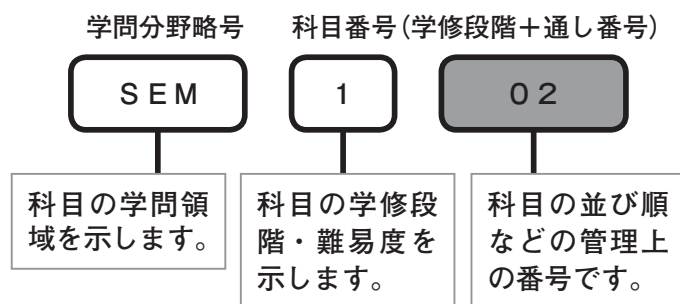 学問分野略号 科目番号(学修段階＋通し番号)
SEM 1 02
科目の学問領
域を示します。
科目の学修段
階・難易度を
示します。
科目の並び順
などの管理上
の番号です。